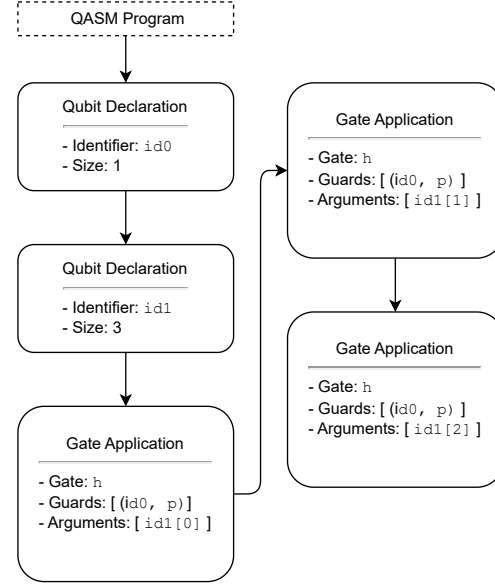 QASM Program
Qubit Declaration
- Identifier: id0
- Size: 1
Qubit Declaration
- Identifier: id1
- Size: 3
Gate Application
- Gate: h
- Guards: [ (id0, p)]
- Arguments: [ id1[0] ]
Gate Application
- Gate: h
- Guards: [ (id0, p) ]
- Arguments: [ id1[1] ]
Gate Application
- Gate: h
- Guards: [ (id0, p) ]
- Arguments: [ id1[2] ]